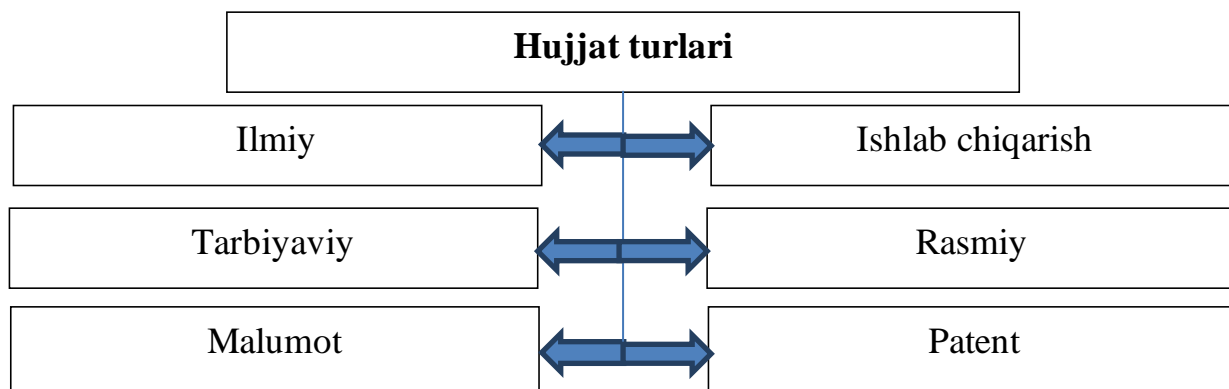 Hujjat turlari
Ilmiy
Ishlab chiqarish
Tarbiyaviy
Rasmiy
Malumot
Patent